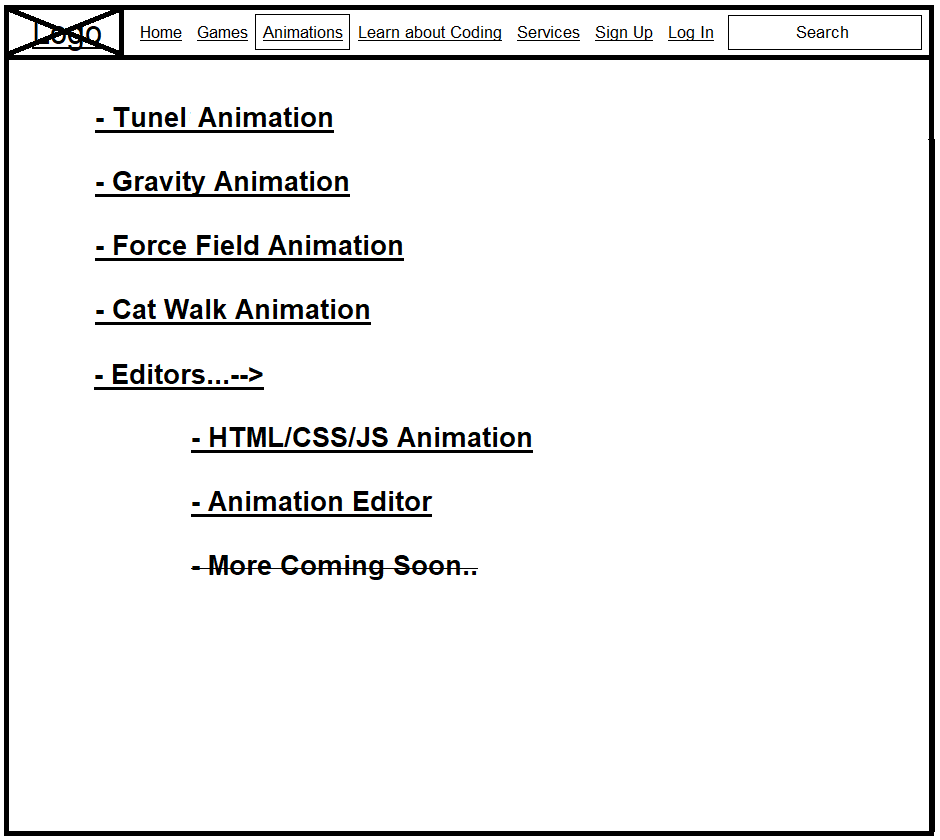 Logo Home Games Animations Learn about Coding Services Sign Up Log In Search
- Tunel Animation
- Gravity Animation
- Force Field Animation
- Cat Walk Animation
- Editors...-->
- HTML/CSS/JS Animation
- Animation Editor
- More Coming Soon..